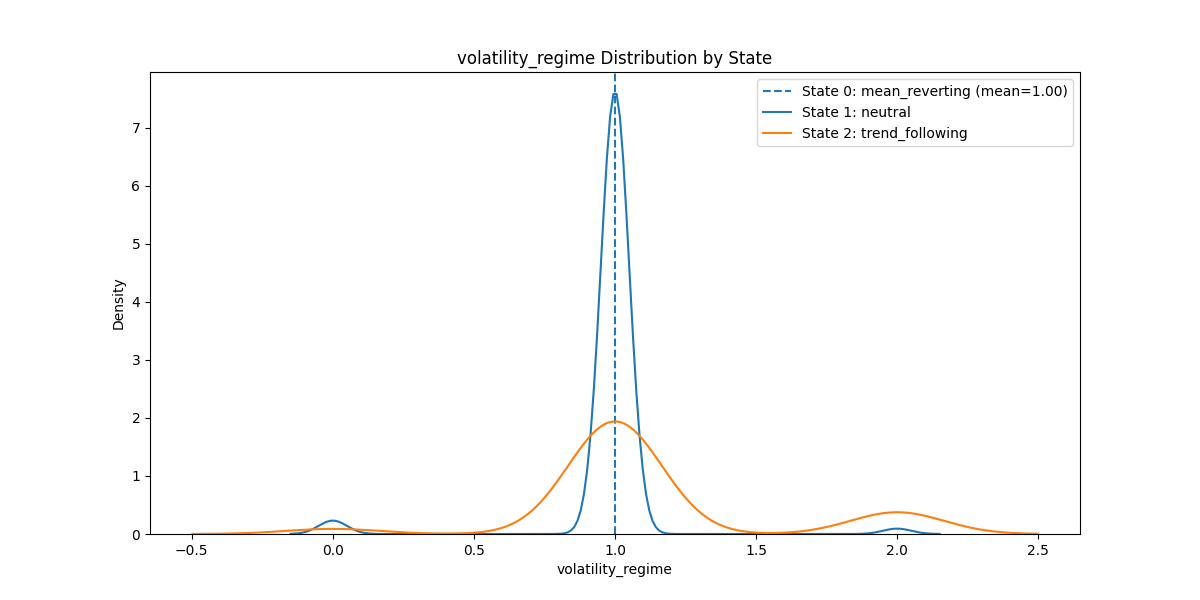 volatility_regime Distribution by State
State 0: mean_reverting (mean=1.00)
State 1: neutral
State 2: trend_following
Density
7
6
5
4
3
2
1
0
−0.5 0.0 0.5 1.0 1.5 2.0 2.5
volatility_regime